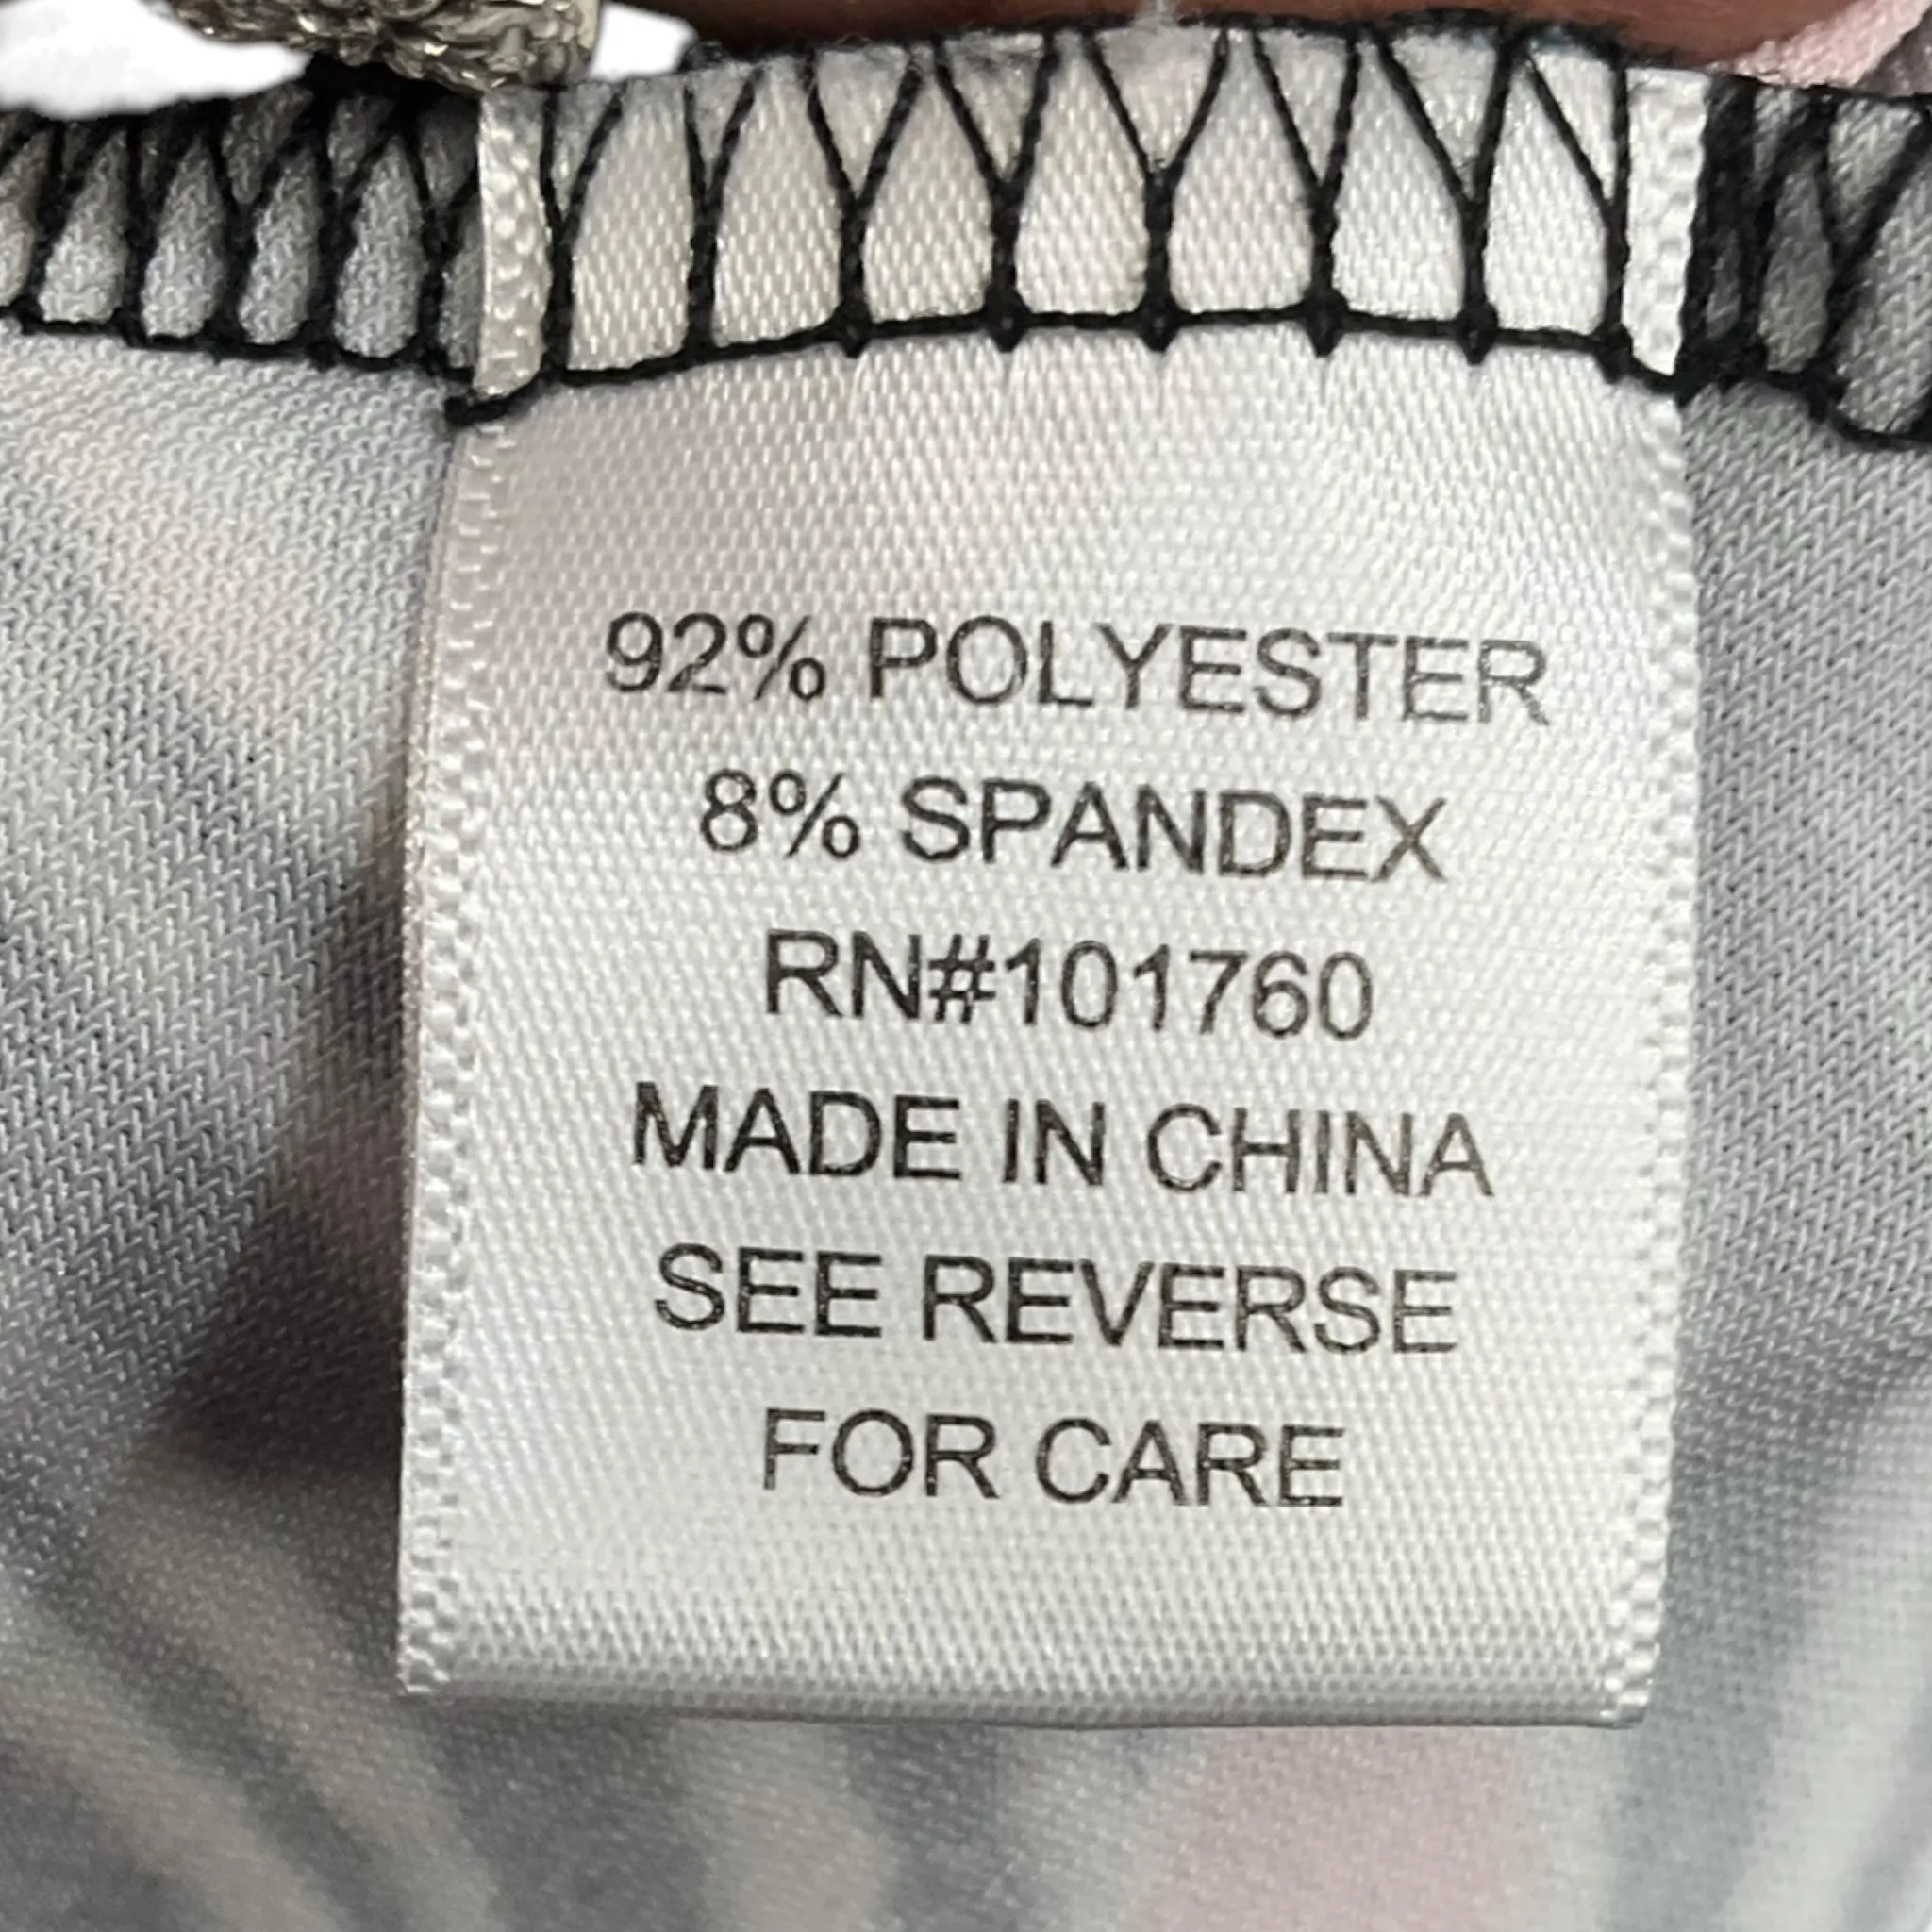 92% POLYESTER
8% SPANDEX
RN#101760
MADE IN CHINA
SEE REVERSE
FOR CARE